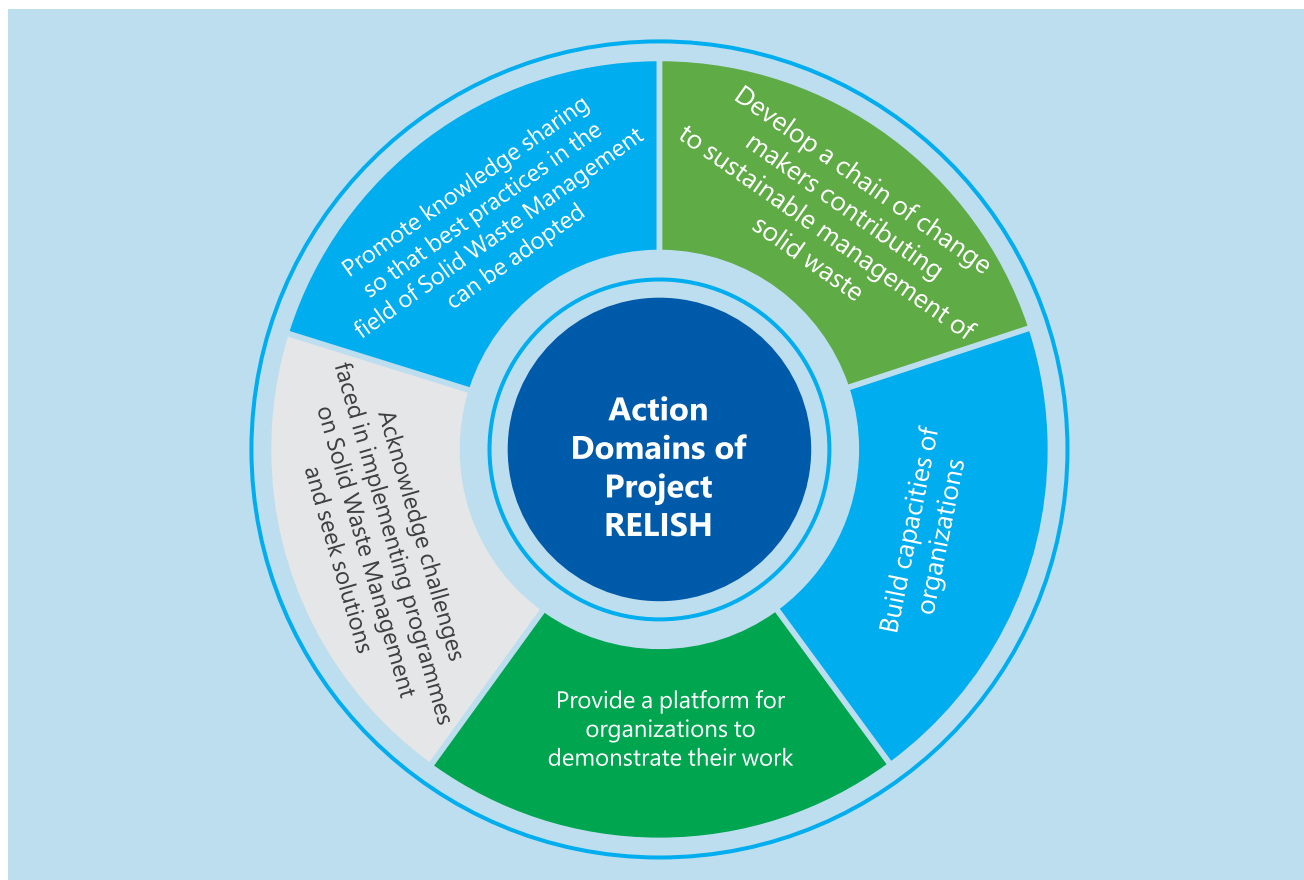 Action
Domains of
Project
RELISH
Develop a chain of change
makers contributing
to sustainable management of
solid waste
Build capacities of
organizations
Provide a platform for
organizations to
demonstrate their work
Acknowledge challenges
faced in implementing programmes
on Solid Waste Management
and seek solutions
Promote knowledge sharing
so that best practices in the
field of Solid Waste Management
can be adopted